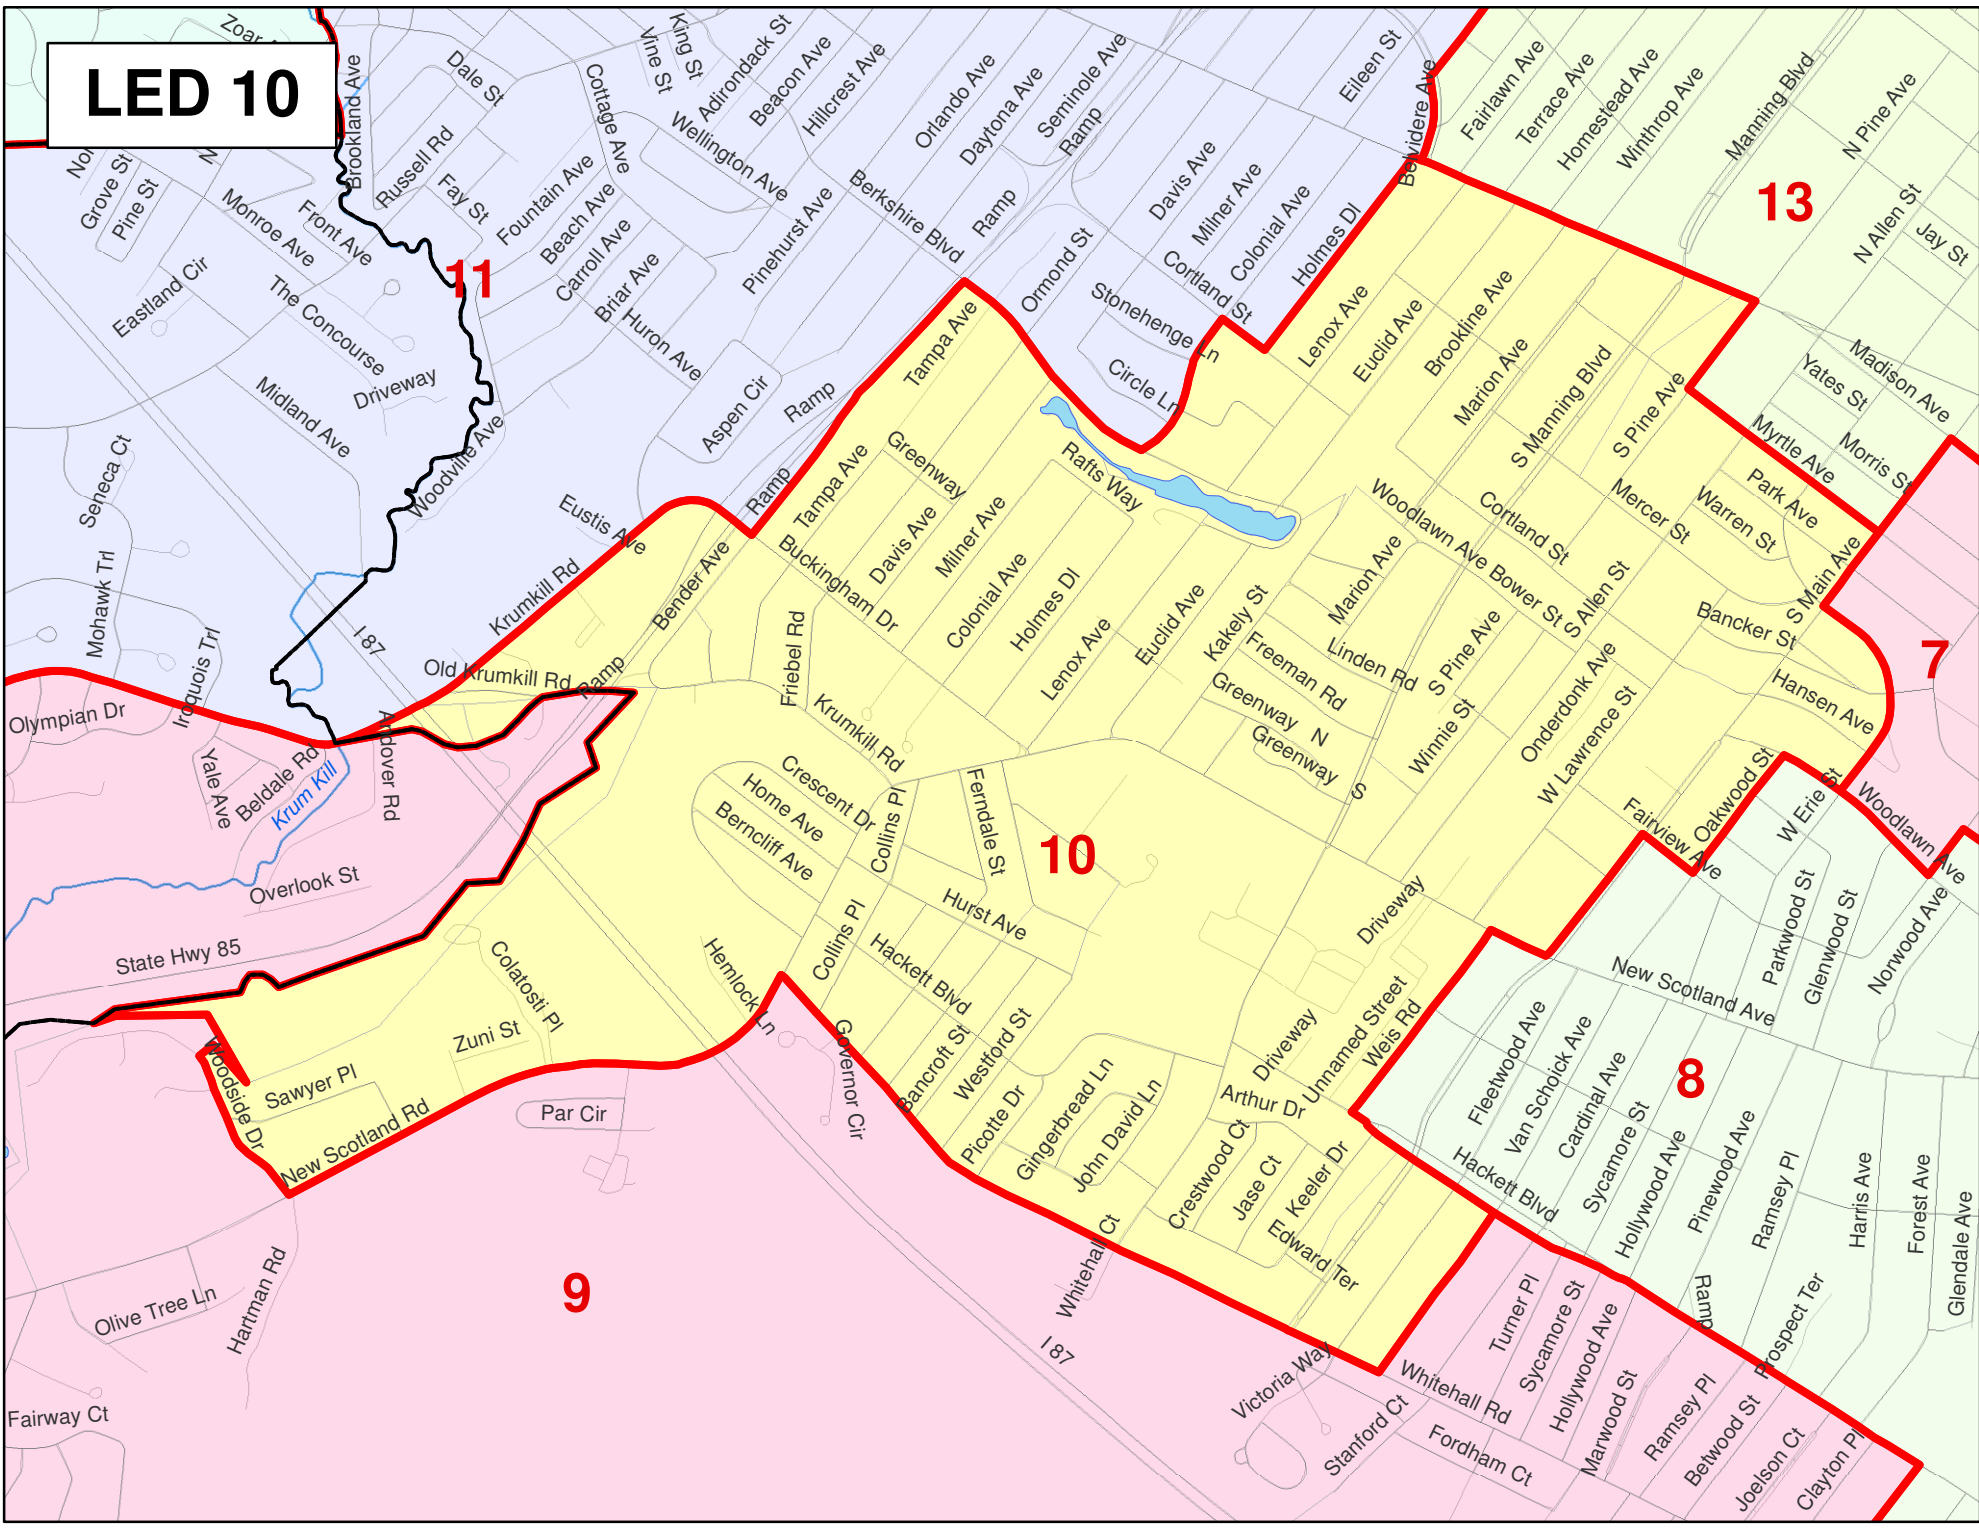 LED 10
Brookland Ave
Dale St
Cottage Ave
Vine St
King St
Adirondack St
Beacon Ave
Hillcrest Ave
Orlando Ave
Daytona Ave
Seminole Ave
Ramp
Eileen St
Belvidere Ave
Fairlawn Ave
Terrace Ave
Homestead Ave
Winthrop Ave
Manning Blvd
N Pine Ave
13
N Allen St
Jay St
Grove St
Pine St
Monroe Ave
Front Ave
Russell Rd
Fay St
Fountain Ave
Beach Ave
Carroll Ave
Briar Ave
Wellington Ave
Pinehurst Ave
Berkshire Blvd
Ramp
Ormond St
Davis Ave
Milner Ave
Colonial Ave
Holmes Dl
Cortland St
Stonehenge Ln
Circle Ln
11
Eastland Cir
The Concourse
Driveway
Midland Ave
Huron Ave
Aspen Cir
Ramp
Woodville Ave
Seneca Ct
Mohawk Trl
Iroquois Trl
I 87
Eustis Ave
Krumkill Rd
Old Krumkill Rd
Ramp
Bender Ave
Ramp
Tampa Ave
Tampa Ave
Greenway
Davis Ave
Milner Ave
Buckingham Dr
Colonial Ave
Holmes Dl
Rafts Way
Lenox Ave
Euclid Ave
Lenox Ave
Euclid Ave
Brookline Ave
Marion Ave
S Manning Blvd
S Pine Ave
Yates St
Madison Ave
Myrtle Ave
Morris St
Park Ave
Warren St
Mercer St
Cortland St
Woodlawn Ave
Bower St
S Allen St
S Main Ave
Bancker St
Hansen Ave
7
Marion Ave
Kakely St
Linden Rd
Freeman Rd
Greenway N
Greenway S
S Pine Ave
Winnie St
Onderdonk Ave
W Lawrence St
Oakwood St
Fairview Ave
W Erie St
Woodlawn Ave
Olympian Dr
Yale Ave
Beldale Rd
Krum Kill
Andover Rd
Overlook St
State Hwy 85
Friebel Rd
Krumkill Rd
Crescent Dr
Home Ave
Berncliff Ave
Collins Pl
Ferndale St
10
Hurst Ave
Collins Pl
Hackett Blvd
Hemlock Ln
Colatosti Pl
Zuni St
Sawyer Pl
Woodside Dr
New Scotland Rd
Par Cir
Governor Cir
Bancroft St
Westford St
Picotte Dr
Gingerbread Ln
John David Ln
Driveway
Driveway
Unnamed Street
Weis Rd
Arthur Dr
Crestwood Ct
Jase Ct
Keeler Dr
Edward Ter
Whitehall Ct
New Scotland Ave
Parkwood St
Glenwood St
Norwood Ave
Fleetwood Ave
Van Schoick Ave
Cardinal Ave
Sycamore St
Hollywood Ave
Pinewood Ave
8
Hackett Blvd
Ramsey Pl
Harris Ave
Forest Ave
Glendale Ave
Ramp
Prospect Ter
9
Olive Tree Ln
Hartman Rd
Fairway Ct
I 87
Victoria Way
Stanford Ct
Whitehall Rd
Fordham Ct
Turner Pl
Sycamore St
Hollywood Ave
Marwood St
Ramsey Pl
Betwood St
Joelson Ct
Clayton Pl